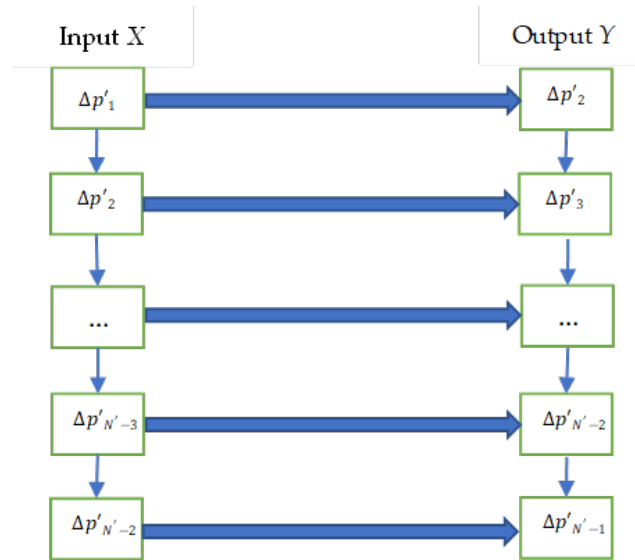 Input X Output Y
Δp′₁ Δp′₂
Δp′₂ Δp′₃
... ...
Δp′_{N′−3} Δp′_{N′−2}
Δp′_{N′−2} Δp′_{N′−1}